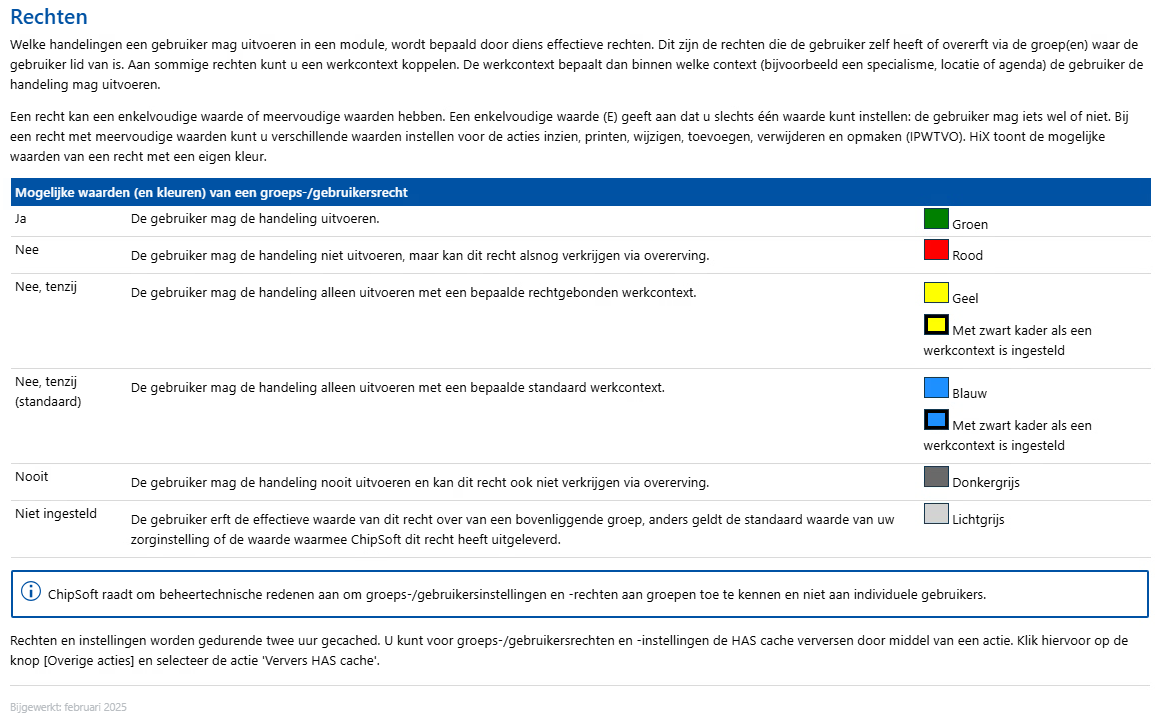 Rechten
Welke handelingen een gebruiker mag uitvoeren in een module, wordt bepaald door diens effectieve rechten. Dit zijn de rechten die de gebruiker zelf heeft of overerft via de groep(en) waar de
gebruiker lid van is. Aan sommige rechten kunt u een werkcontext koppelen. De werkcontext bepaalt dan binnen welke context (bijvoorbeeld een specialisme, locatie of agenda) de gebruiker de
handeling mag uitvoeren.
Een recht kan een enkelvoudige waarde of meervoudige waarden hebben. Een enkelvoudige waarde (E) geeft aan dat u slechts één waarde kunt instellen: de gebruiker mag iets wel of niet. Bij
een recht met meervoudige waarden kunt u verschillende waarden instellen voor de acties inzien, printen, wijzigen, toevoegen, verwijderen en opmaken (IPWTVO). HiX toont de mogelijke
waarden van een recht met een eigen kleur.
Mogelijke waarden (en kleuren) van een groeps-/gebruikersrecht
Ja De gebruiker mag de handeling uitvoeren. Groen
Nee De gebruiker mag de handeling niet uitvoeren, maar kan dit recht alsnog verkrijgen via overerving. Rood
Nee, tenzij De gebruiker mag de handeling alleen uitvoeren met een bepaalde rechtgebonden werkcontext. Geel
Met zwart kader als een
werkcontext is ingesteld
Nee, tenzij De gebruiker mag de handeling alleen uitvoeren met een bepaalde standaard werkcontext. Blauw
(standaard)
Met zwart kader als een
werkcontext is ingesteld
Nooit De gebruiker mag de handeling nooit uitvoeren en kan dit recht ook niet verkrijgen via overerving. Donkergrijs
Niet ingesteld De gebruiker erft de effectieve waarde van dit recht over van een bovenliggende groep, anders geldt de standaard waarde van uw Lichtgrijs
zorginstelling of de waarde waarmee ChipSoft dit recht heeft uitgeleverd.
ChipSoft raadt om beheertechnische redenen aan om groeps-/gebruikersinstellingen en -rechten aan groepen toe te kennen en niet aan individuele gebruikers.
Rechten en instellingen worden gedurende twee uur gecached. U kunt voor groeps-/gebruikersrechten en -instellingen de HAS cache verversen door middel van een actie. Klik hiervoor op de
knop [Overige acties] en selecteer de actie 'Ververs HAS cache'.
Bijgewerkt: februari 2025